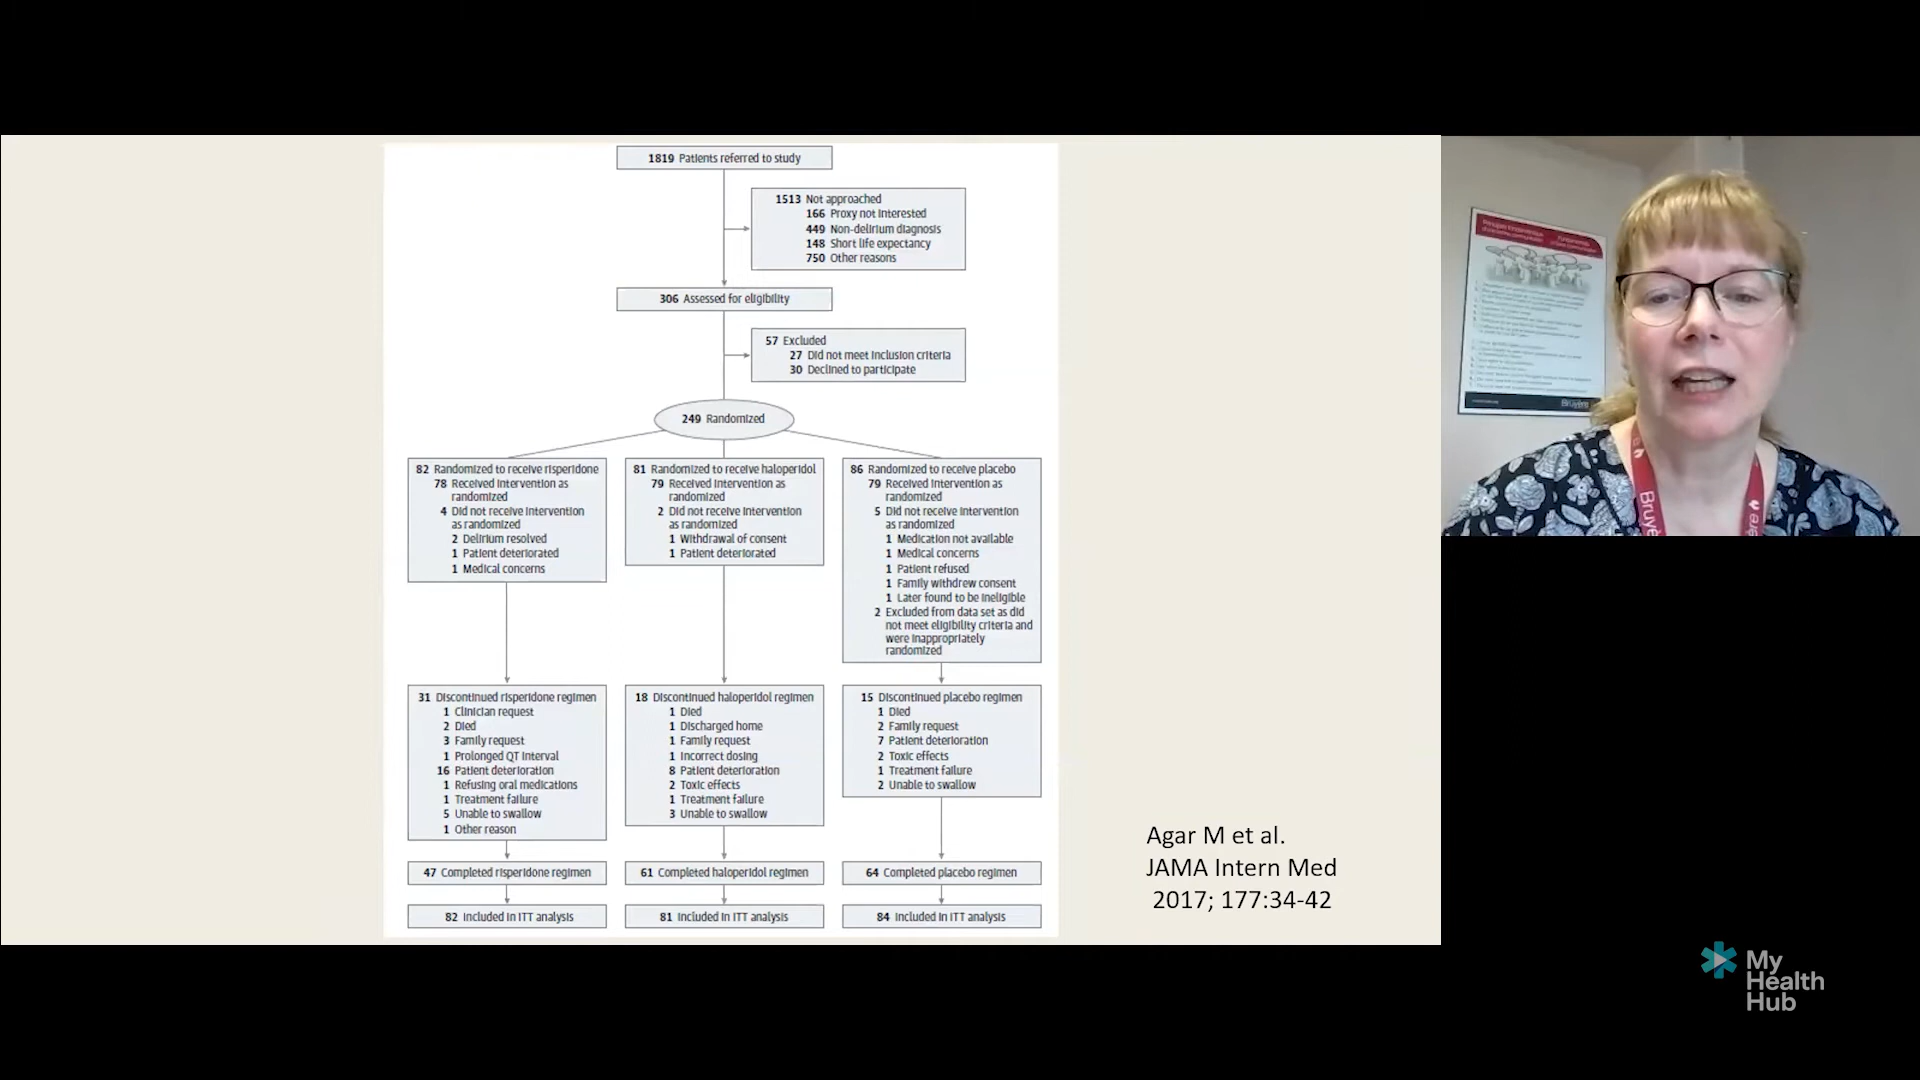 1819 Patients referred to study
1513 Not approached
166 Proxy not interested
449 Non-delirium diagnosis
148 Short life expectancy
750 Other reasons
306 Assessed for eligibility
57 Excluded
27 Did not meet inclusion criteria
30 Declined to participate
249 Randomized
82 Randomized to receive risperidone
78 Received intervention as
randomized
4 Did not receive intervention
as randomized
2 Delirium resolved
1 Patient deteriorated
1 Medical concerns
81 Randomized to receive haloperidol
79 Received intervention as
randomized
2 Did not receive intervention
as randomized
1 Withdrawal of consent
1 Patient deteriorated
86 Randomized to receive placebo
79 Received intervention as
randomized
5 Did not receive intervention
as randomized
1 Medication not available
1 Medical concerns
1 Patient refused
1 Family withdrew consent
1 Later found to be ineligible
2 Excluded from data set as did
not meet eligibility criteria and
were inappropriately
randomized
31 Discontinued risperidone regimen
1 Clinician request
2 Died
3 Family request
1 Prolonged QT interval
16 Patient deterioration
1 Refusing oral medications
1 Treatment failure
5 Unable to swallow
1 Other reason
18 Discontinued haloperidol regimen
1 Died
1 Discharged home
1 Family request
1 Incorrect dosing
8 Patient deterioration
2 Toxic effects
1 Treatment failure
3 Unable to swallow
15 Discontinued placebo regimen
1 Died
2 Family request
7 Patient deterioration
2 Toxic effects
1 Treatment failure
2 Unable to swallow
47 Completed risperidone regimen
61 Completed haloperidol regimen
64 Completed placebo regimen
82 Included in ITT analysis
81 Included in ITT analysis
84 Included in ITT analysis
Agar M et al.
JAMA Intern Med
2017; 177:34-42
Bruyère
Bruyè
ère
My
Health
Hub